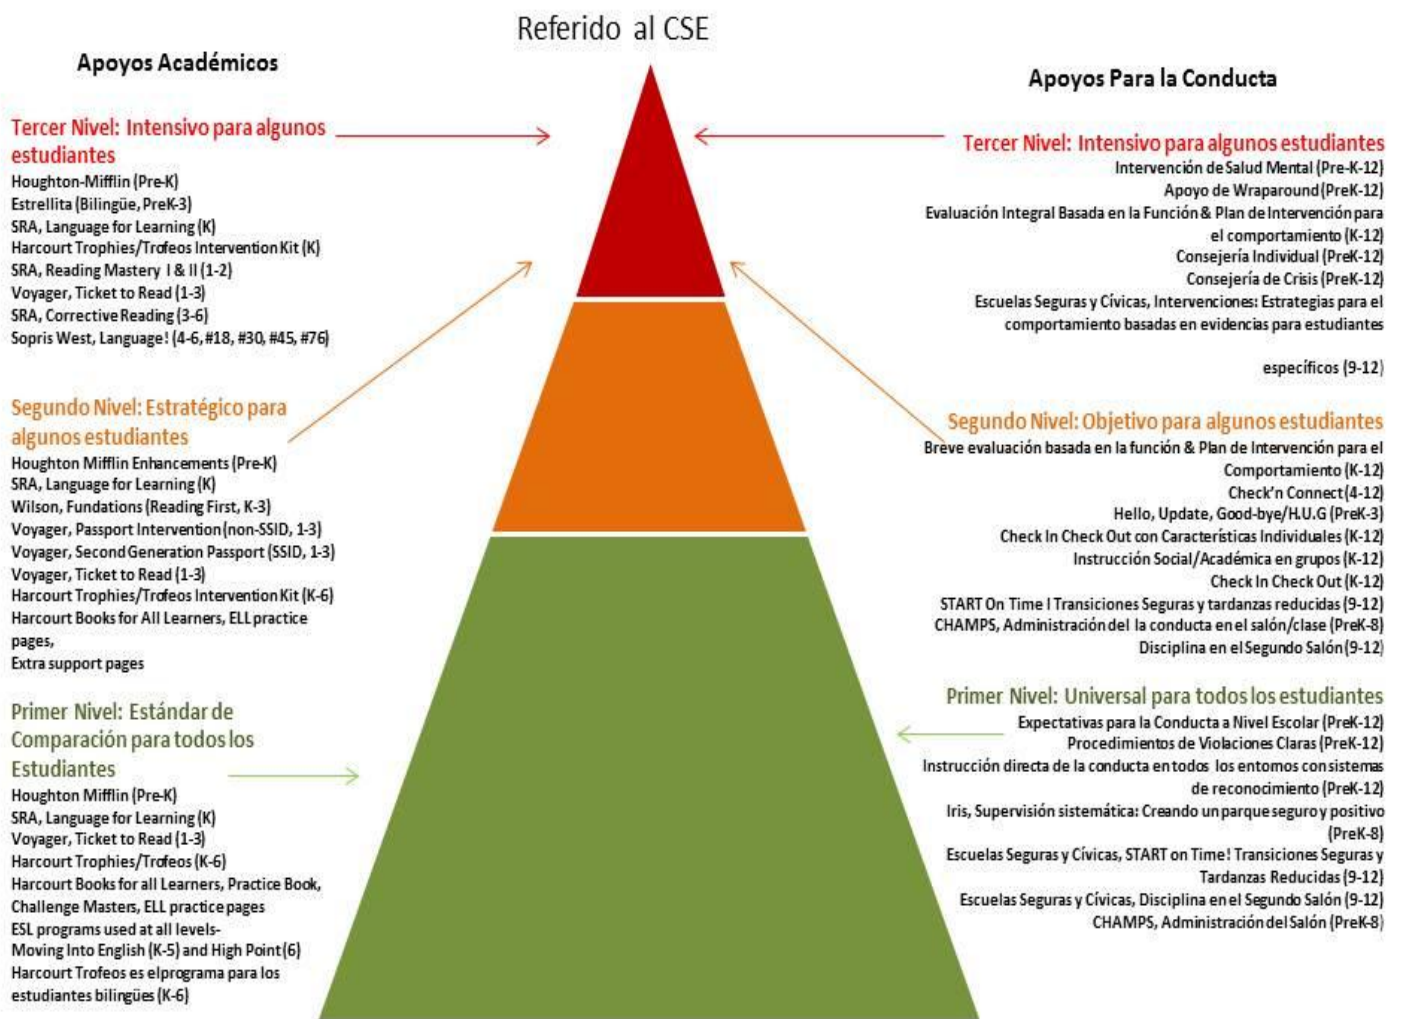 Referido al CSE
Apoyos Académicos
Tercer Nivel: Intensivo para algunos
estudiantes
Houghton-Mifflin (Pre-K)
Estrellita (Bilingüe, PreK-3)
SRA, Language for Learning (K)
Harcourt Trophies/Trofeos Intervention Kit (K)
SRA, Reading Mastery I & II (1-2)
Voyager, Ticket to Read (1-3)
SRA, Corrective Reading (3-6)
Sopris West, Language! (4-6, #18, #30, #45, #76)
Segundo Nivel: Estratégico para
algunos estudiantes
Houghton Mifflin Enhancements (Pre-K)
SRA, Language for Learning (K)
Wilson, Fundations (Reading First, K-3)
Voyager, Passport Intervention (non-SSID, 1-3)
Voyager, Second Generation Passport (SSID, 1-3)
Voyager, Ticket to Read (1-3)
Harcourt Trophies/Trofeos Intervention Kit (K-6)
Harcourt Books for All Learners, ELL practice
pages,
Extra support pages
Primer Nivel: Estándar de
Comparación para todos los
Estudiantes
Houghton Mifflin (Pre-K)
SRA, Language for Learning (K)
Voyager, Ticket to Read (1-3)
Harcourt Trophies/Trofeos (K-6)
Harcourt Books for all Learners, Practice Book,
Challenge Masters, ELL practice pages
ESL programs used at all levels-
Moving Into English (K-5) and High Point (6)
Harcourt Trofeos es elprograma para los
estudiantes bilingües (K-6)
Apoyos Para la Conducta
Tercer Nivel: Intensivo para algunos estudiantes
Intervención de Salud Mental (Pre-K-12)
Apoyo de Wraparound (PreK-12)
Evaluación Integral Basada en la Función & Plan de Intervención para
el comportamiento (K-12)
Consejería Individual (PreK-12)
Consejería de Crisis (PreK-12)
Escuelas Seguras y Cívicas, Intervenciones: Estrategias para el
comportamiento basadas en evidencias para estudiantes
específicos (9-12)
Segundo Nivel: Objetivo para algunos estudiantes
Breve evaluación basada en la función & Plan de Intervención para el
Comportamiento (K-12)
Check'n Connect (4-12)
Hello, Update, Good-bye/H.U.G (PreK-3)
Check In Check Out con Características Individuales (K-12)
Instrucción Social/Académica en grupos (K-12)
Check In Check Out (K-12)
START On Time I Transiciones Seguras y tardanzas reducidas (9-12)
CHAMPS, Administración del la conducta en el salón/clase (PreK-8)
Disciplina en el Segundo Salón (9-12)
Primer Nivel: Universal para todos los estudiantes
Expectativas para la Conducta a Nivel Escolar (PreK-12)
Procedimientos de Violaciones Claras (PreK-12)
Instrucción directa de la conducta en todos los entornos con sistemas
de reconocimiento (PreK-12)
Iris, Supervisión sistemática: Creando un parque seguro y positivo
(PreK-8)
Escuelas Seguras y Cívicas, START on Time! Transiciones Seguras y
Tardanzas Reducidas (9-12)
Escuelas Seguras y Cívicas, Disciplina en el Segundo Salón (9-12)
CHAMPS, Administración del Salón (PreK-8)